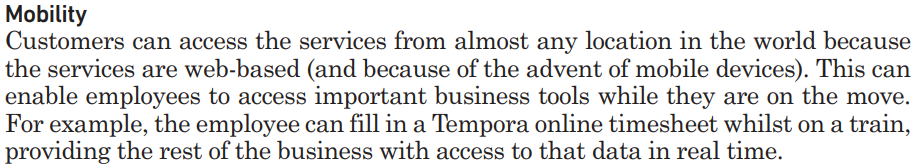 Mobility
Customers can access the services from almost any location in the world because
the services are web-based (and because of the advent of mobile devices). This can
enable employees to access important business tools while they are on the move.
For example, the employee can fill in a Tempora online timesheet whilst on a train,
providing the rest of the business with access to that data in real time.